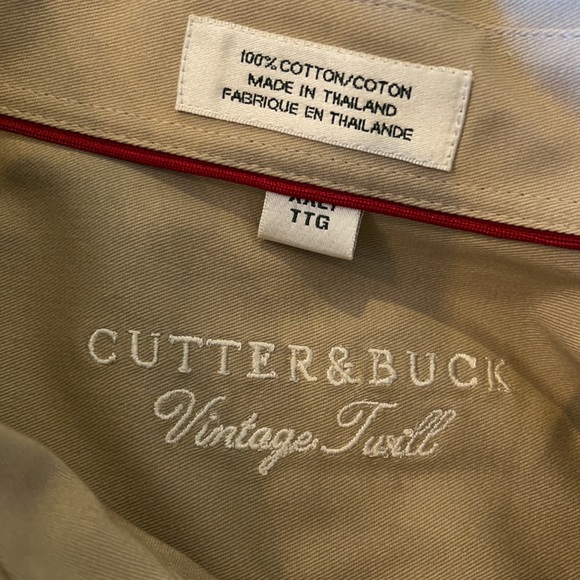 100% COTTON/COTON
MADE IN THAILAND
FABRIQUE EN THAILANDE
TTG
CUTTER & BUCK
Vintage Twill